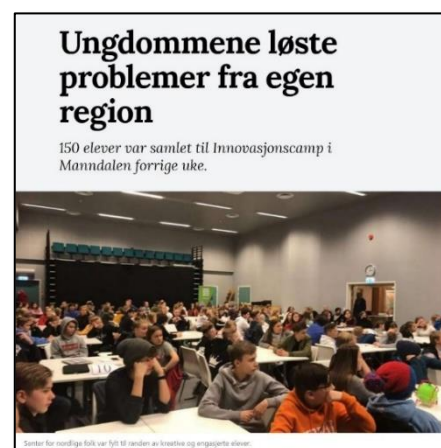 Ungdommene løste
problemer fra egen
region
150 elever var samlet til Innovasjonscamp i
Manndalen forrige uke.
10
Senter for nordlige folk var fylt til randen av kreative og engasjerte elever.